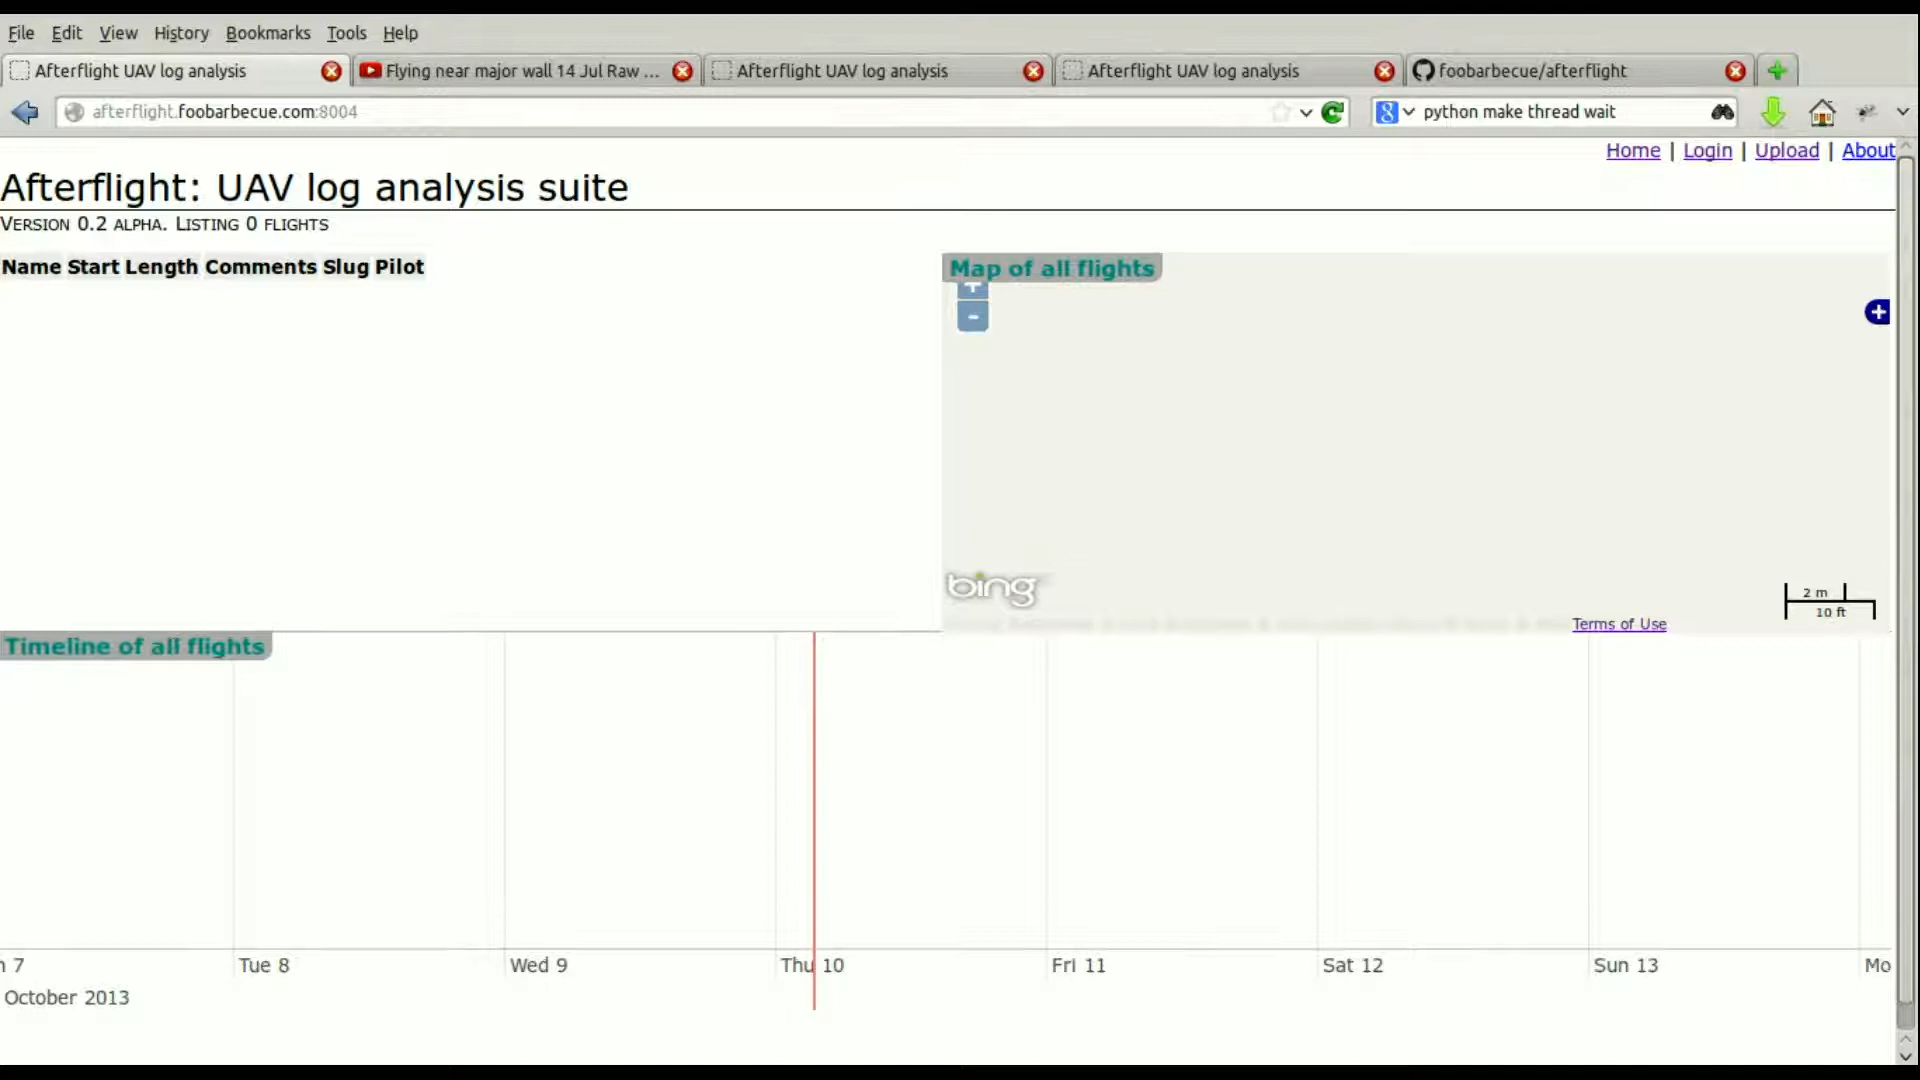 File Edit View History Bookmarks Tools Help
Afterflight UAV log analysis Flying near major wall 14 Jul Raw ... Afterflight UAV log analysis Afterflight UAV log analysis foobarbecue/afterflight
afterflight.foobarbecue.com:8004 python make thread wait
Home | Login | Upload | About
Afterflight: UAV log analysis suite
VERSION 0.2 ALPHA. LISTING 0 FLIGHTS
Name Start Length Comments Slug Pilot
Map of all flights
+
-
+
bing
2 m
10 ft
Terms of Use
Timeline of all flights
n 7 Tue 8 Wed 9 Thu 10 Fri 11 Sat 12 Sun 13 Mo
October 2013